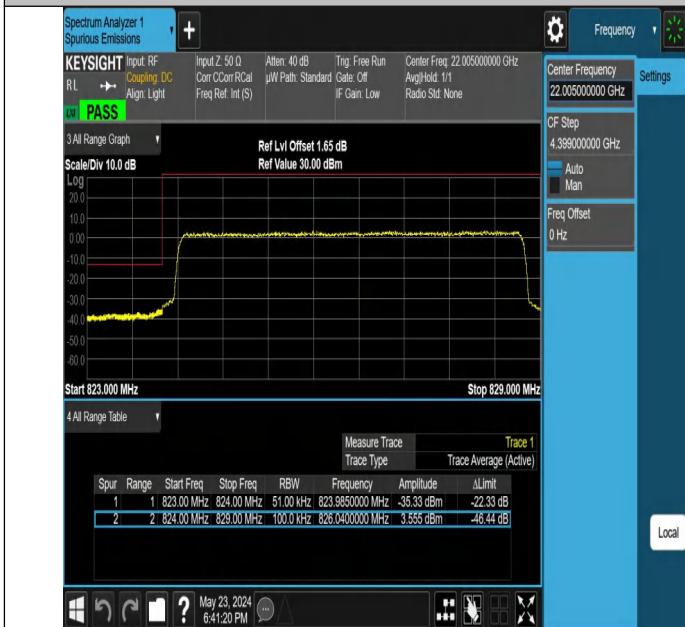 Spectrum Analyzer 1
Spurious Emissions
+
Frequency
KEYSIGHT Input: RF Input Z: 50 Ω Atten: 40 dB Trig: Free Run Center Freq: 22.005000000 GHz
RL Coupling: DC Corr CCorr RCal µW Path: Standard Gate: Off Avg|Hold: 1/1
Align: Light Freq Ref: Int (S) IF Gain: Low Radio Std: None
PASS
Center Frequency
22.005000000 GHz
Settings
CF Step
4.399000000 GHz
Auto
Man
Freq Offset
0 Hz
3 All Range Graph
Ref Lvl Offset 1.65 dB
Scale/Div 10.0 dB Ref Value 30.00 dBm
Log
20.0
10.0
0.00
-10.0
-20.0
-30.0
-40.0
-50.0
-60.0
Start 823.000 MHz Stop 829.000 MHz
4 All Range Table
Measure Trace Trace 1
Trace Type Trace Average (Active)
Spur Range Start Freq Stop Freq RBW Frequency Amplitude ΔLimit
1 1 823.00 MHz 824.00 MHz 51.00 kHz 823.9850000 MHz -35.33 dBm -22.33 dB
2 2 824.00 MHz 829.00 MHz 100.0 kHz 826.0400000 MHz 3.555 dBm -46.44 dB
Local
? May 23, 2024
6:41:20 PM